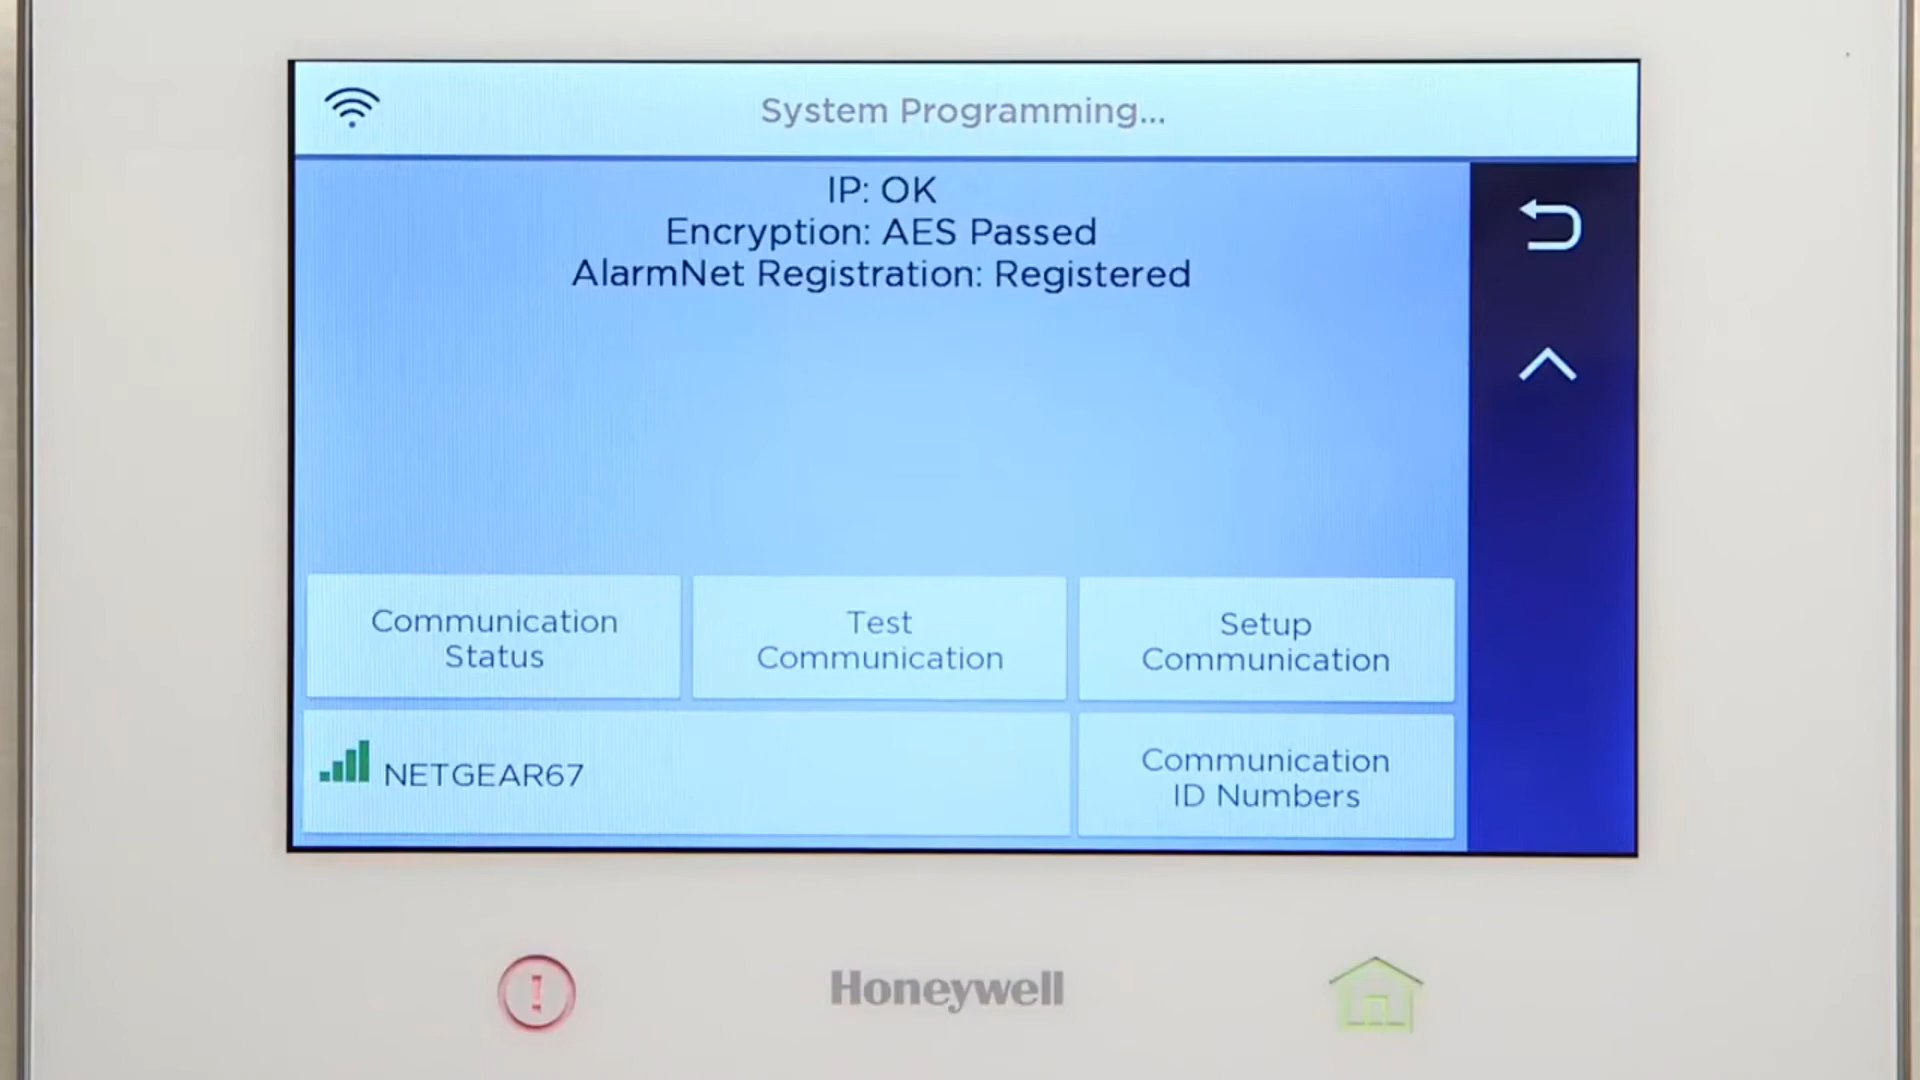 System Programming...
IP: OK
Encryption: AES Passed
AlarmNet Registration: Registered
Communication
Status
Test
Communication
Setup
Communication
NETGEAR67
Communication
ID Numbers
Honeywell